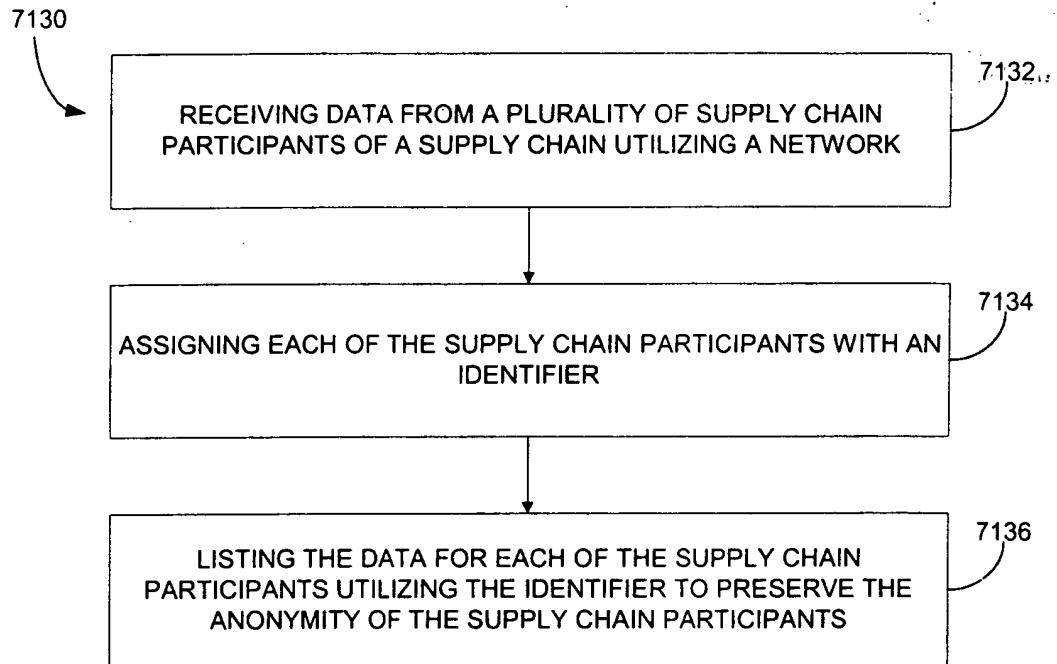 7130
7132
RECEIVING DATA FROM A PLURALITY OF SUPPLY CHAIN
PARTICIPANTS OF A SUPPLY CHAIN UTILIZING A NETWORK
7134
ASSIGNING EACH OF THE SUPPLY CHAIN PARTICIPANTS WITH AN
IDENTIFIER
7136
LISTING THE DATA FOR EACH OF THE SUPPLY CHAIN
PARTICIPANTS UTILIZING THE IDENTIFIER TO PRESERVE THE
ANONYMITY OF THE SUPPLY CHAIN PARTICIPANTS